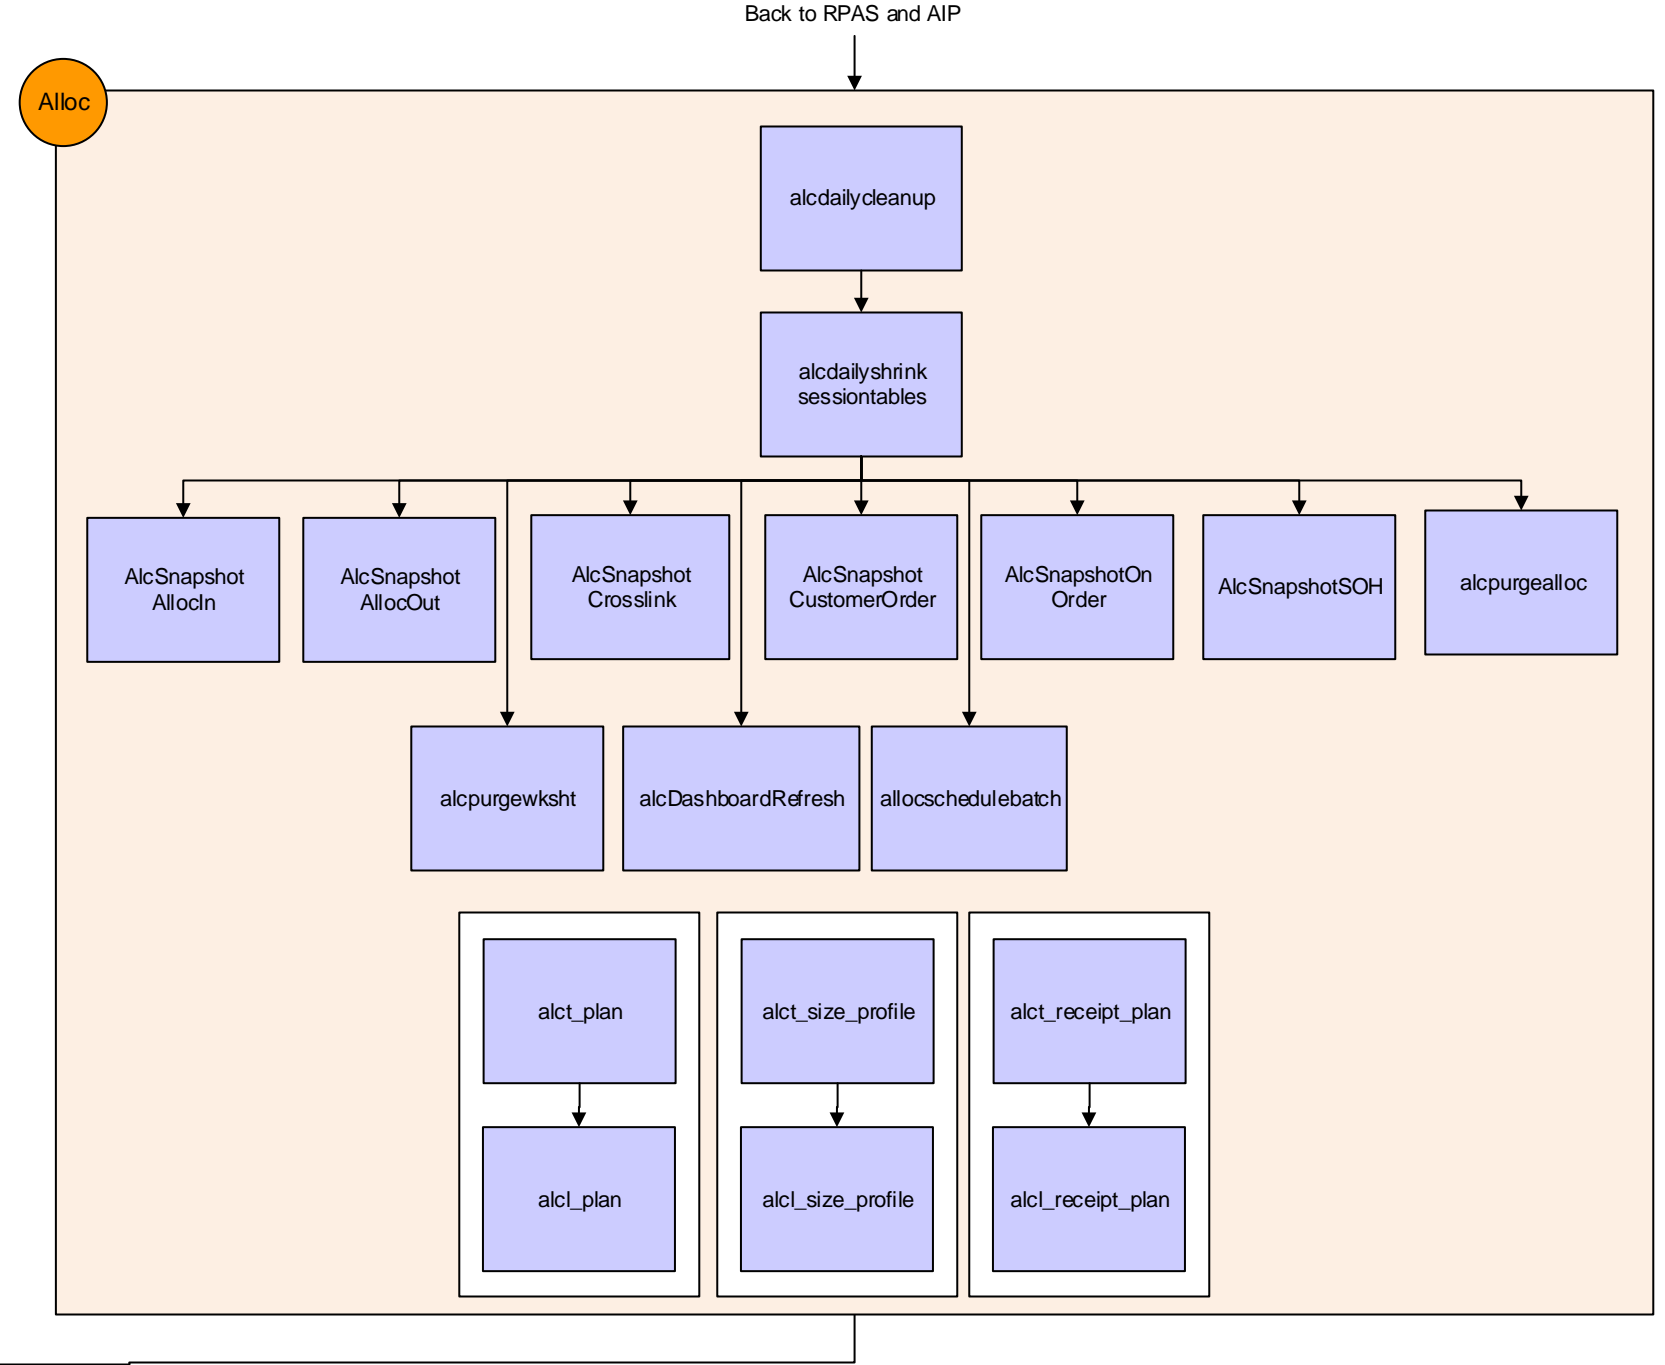 Back to RPAS and AIP
Alloc
alcdailycleanup
alcdailyshrink
sessiontables
AlcSnapshot
AllocIn
AlcSnapshot
AllocOut
AlcSnapshot
Crosslink
AlcSnapshot
CustomerOrder
AlcSnapshotOn
Order
AlcSnapshotSOH
alcpurgealloc
alcpurgewksht
alcDashboardRefresh
allocschedulebatch
alct_plan
alct_size_profile
alct_receipt_plan
alcl_plan
alcl_size_profile
alcl_receipt_plan